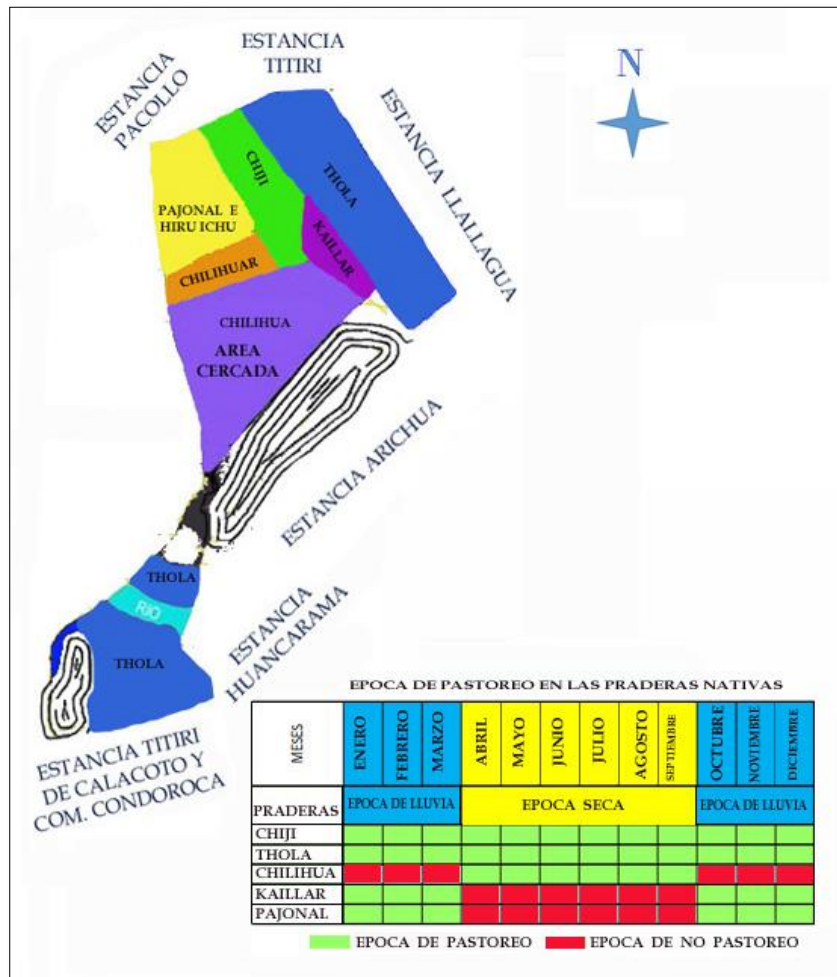 ESTANCIA
TITIRI
N
ESTANCIA
PACOLLO
ESTANCIA LLALLAGUA
CHIJI
THOLA
PAJONAL E
HIRU ICHU
KAILLAR
CHILIHUAR
CHILIHUA
AREA
CERCADA
ESTANCIA ARICHUA
THOLA
RIO
ESTANCIA
HUANCARAMA
THOLA
ESTANCIA TITIRI
DE CALACOTO Y
COM. CONDOROCA
EPOCA DE PASTOREO EN LAS PRADERAS NATIVAS
MESES ENERO FEBRERO MARZO ABRIL MAYO JUNIO JULIO AGOSTO SEPTIEMBRE OCTUBRE NOVIEMBRE DICIEMBRE
PRADERAS EPOCA DE LLUVIA EPOCA SECA EPOCA DE LLUVIA
CHIJI
THOLA
CHILIHUA
KAILLAR
PAJONAL
EPOCA DE PASTOREO EPOCA DE NO PASTOREO